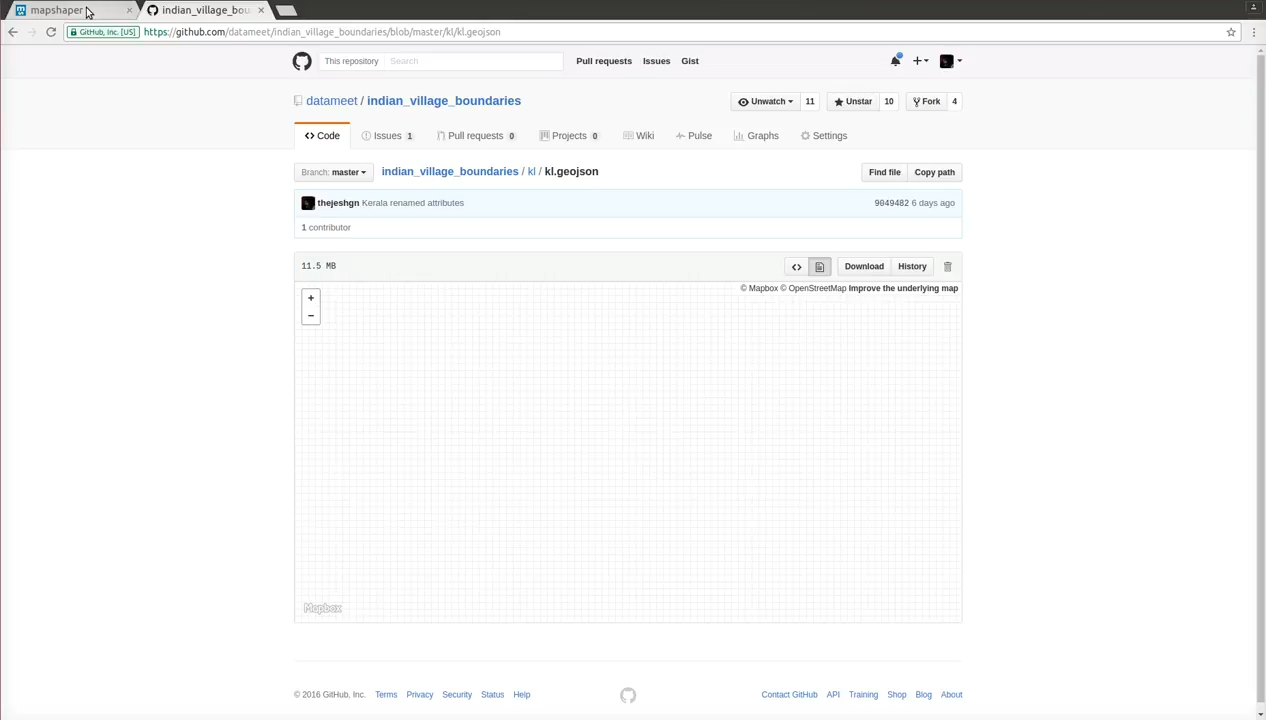 mapshaper
indian_village_bou
GitHub, Inc. [US] https://github.com/datameet/indian_village_boundaries/blob/master/kl/kl.geojson
This repository Search Pull requests Issues Gist
datameet / indian_village_boundaries
Unwatch 11 Unstar 10 Fork 4
Code Issues 1 Pull requests 0 Projects 0 Wiki Pulse Graphs Settings
Branch: master indian_village_boundaries / kl / kl.geojson Find file Copy path
thejeshgn Kerala renamed attributes 9049482 6 days ago
1 contributor
11.5 MB Download History
© Mapbox © OpenStreetMap Improve the underlying map
+
−
Mapbox
© 2016 GitHub, Inc. Terms Privacy Security Status Help Contact GitHub API Training Shop Blog About